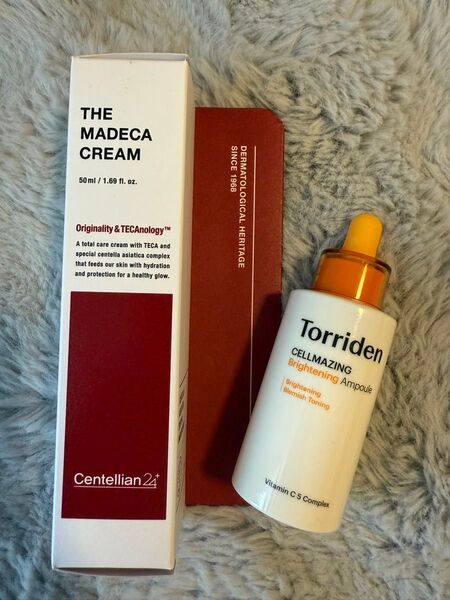 THE
MADECA
CREAM
50ml / 1.69 fl. oz.
Originality & TECAnology™
A total care cream with TECA and
special centella asiatica complex
that feeds our skin with hydration
and protection for a healthy glow.
Centellian24+
DERMATOLOGICAL HERITAGE
SINCE 1968
Torriden
CELLMAZING
Brightening Ampoule
Brightening
Blemish Toning
Vitamin C 5 Complex